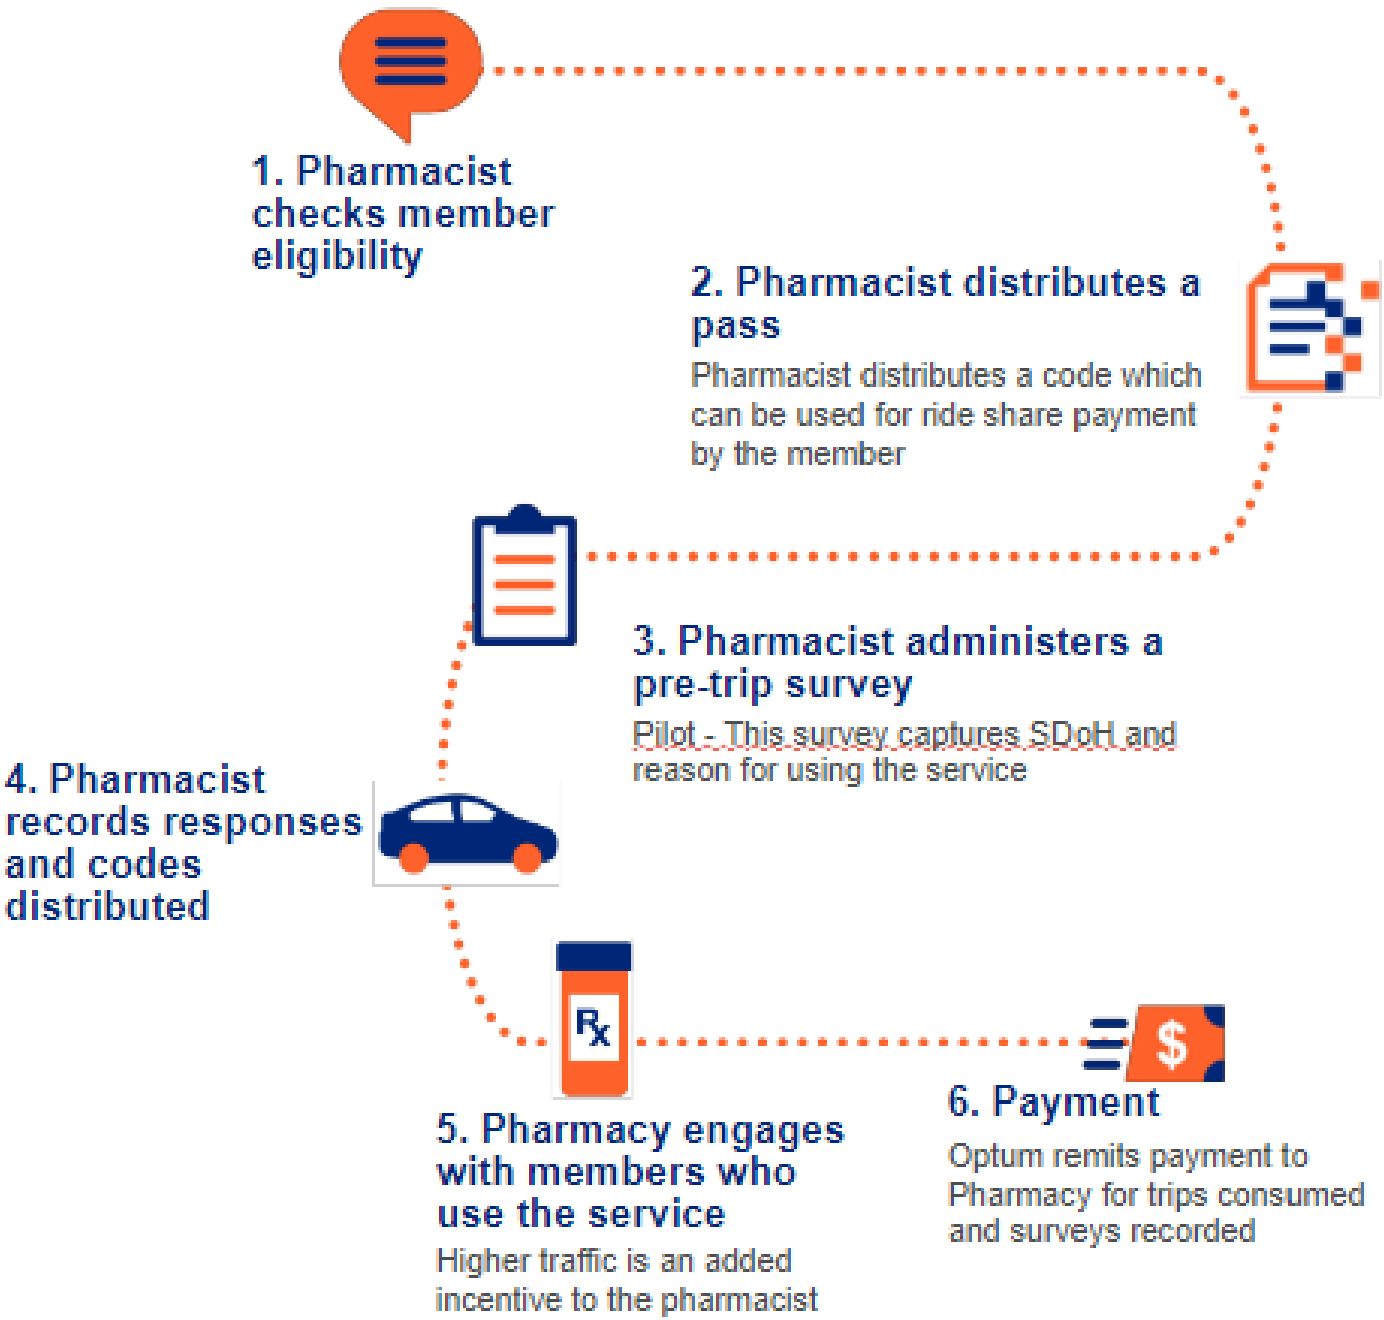 1. Pharmacist
checks member
eligibility
2. Pharmacist distributes a
pass
Pharmacist distributes a code which
can be used for ride share payment
by the member
3. Pharmacist administers a
pre-trip survey
Pilot - This survey captures SDoH and
reason for using the service
4. Pharmacist
records responses
and codes
distributed
Rx
5. Pharmacy engages
with members who
use the service
Higher traffic is an added
incentive to the pharmacist
$
6. Payment
Optum remits payment to
Pharmacy for trips consumed
and surveys recorded